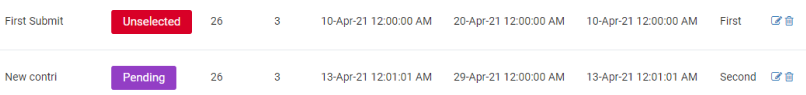 First Submit Unselected 26 3 10-Apr-21 12:00:00 AM 20-Apr-21 12:00:00 AM 10-Apr-21 12:00:00 AM First
New contri Pending 26 3 13-Apr-21 12:01:01 AM 29-Apr-21 12:00:00 AM 13-Apr-21 12:01:01 AM Second